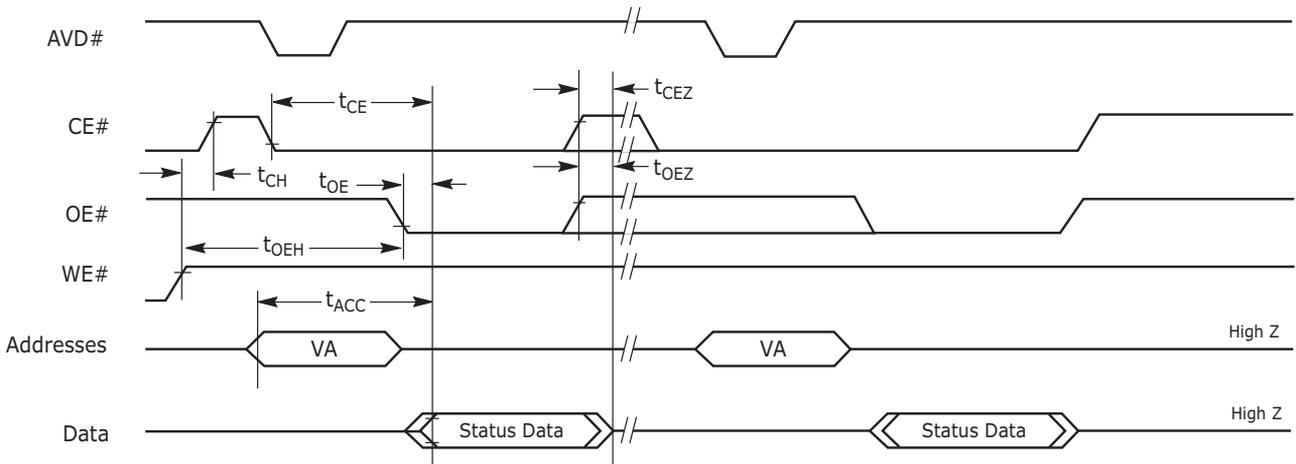 AVD#
tCEZ
tCE
CE#
tCH
tOE
tOEZ
OE#
tOEH
WE#
tACC
Addresses
VA
VA
High Z
Data
Status Data
Status Data
High Z